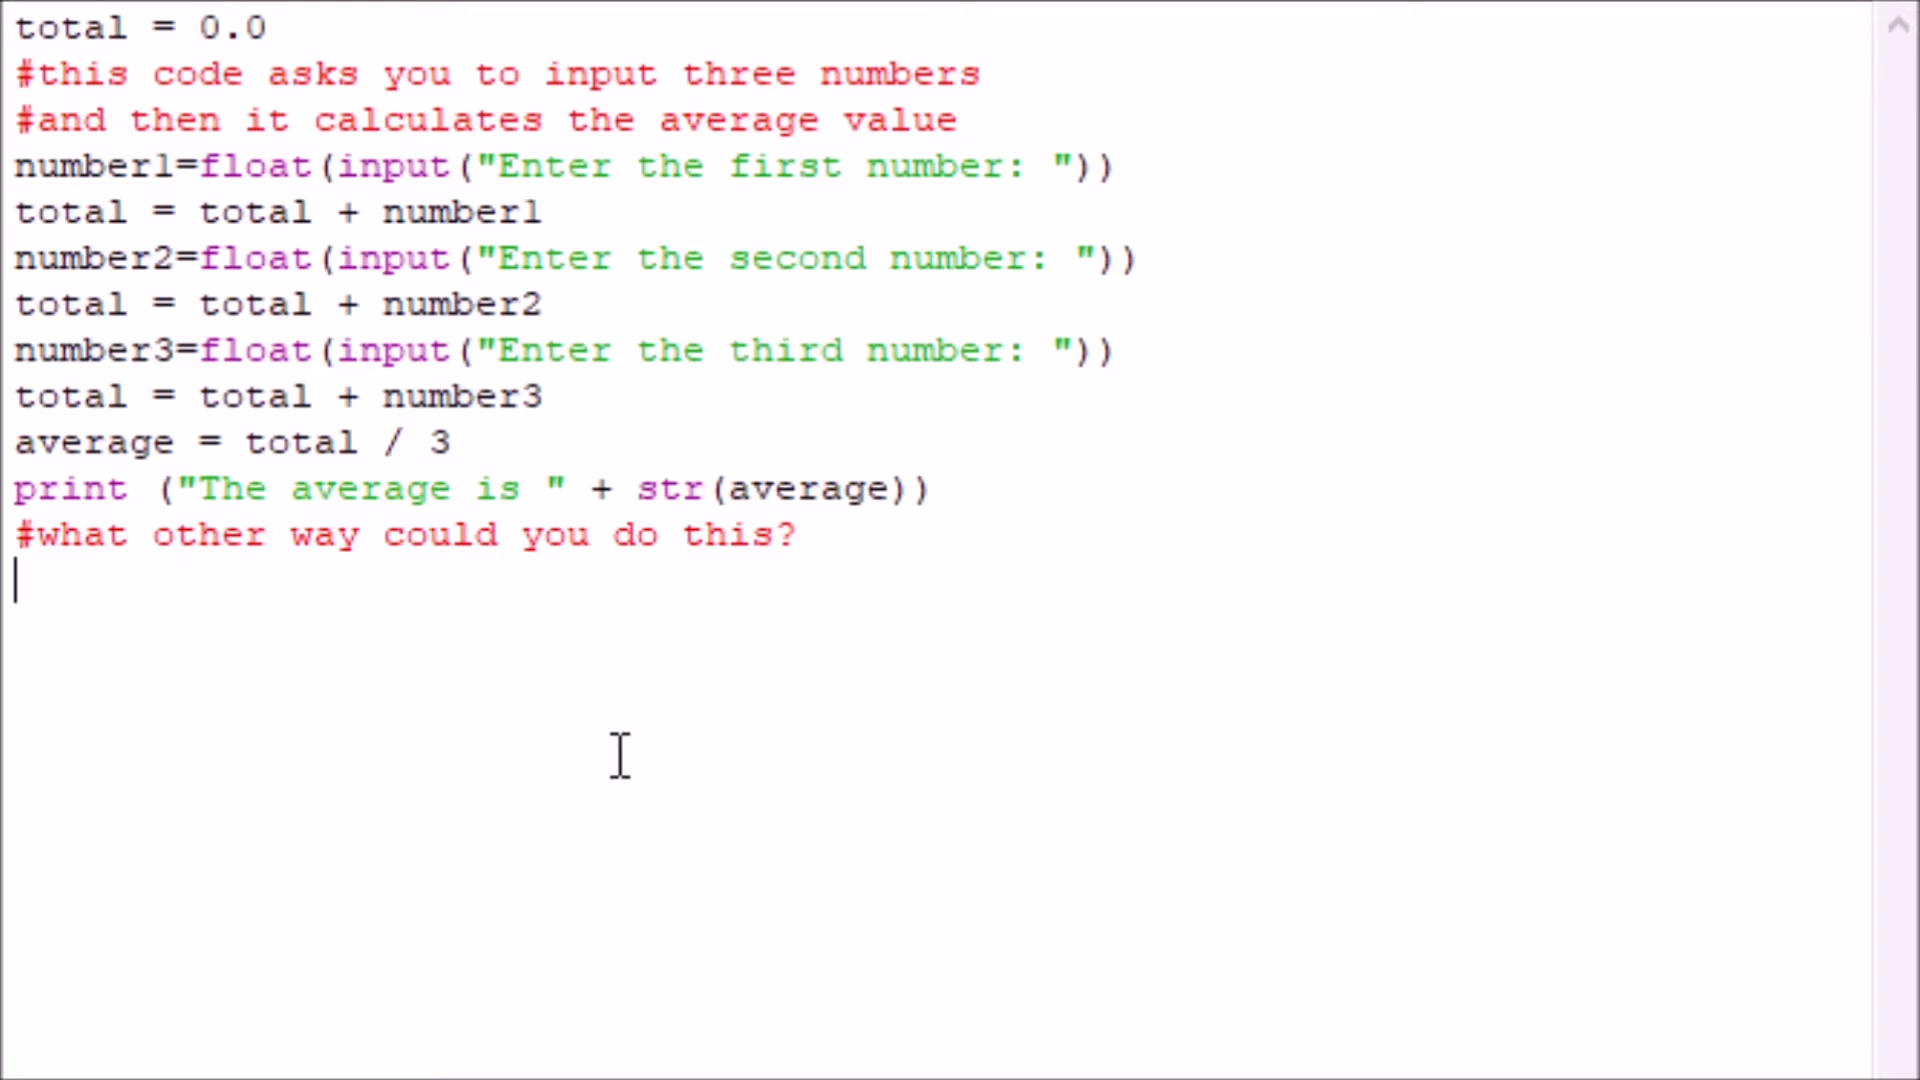 total = 0.0
#this code asks you to input three numbers
#and then it calculates the average value
number1=float(input("Enter the first number: "))
total = total + number1
number2=float(input("Enter the second number: "))
total = total + number2
number3=float(input("Enter the third number: "))
total = total + number3
average = total / 3
print ("The average is " + str(average))
#what other way could you do this?